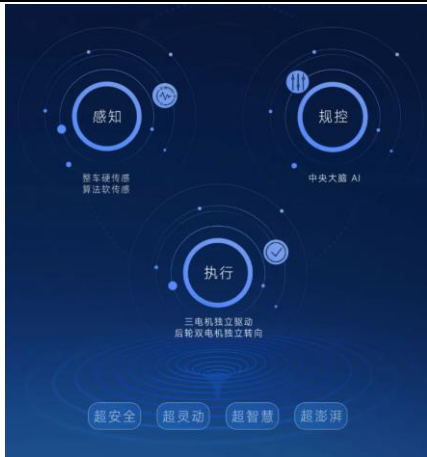 感知
规控
整车硬传感
算法软传感
中央大脑 AI
执行
三电机独立驱动
后轮双电机独立转向
超安全
超灵动
超智慧
超澎湃